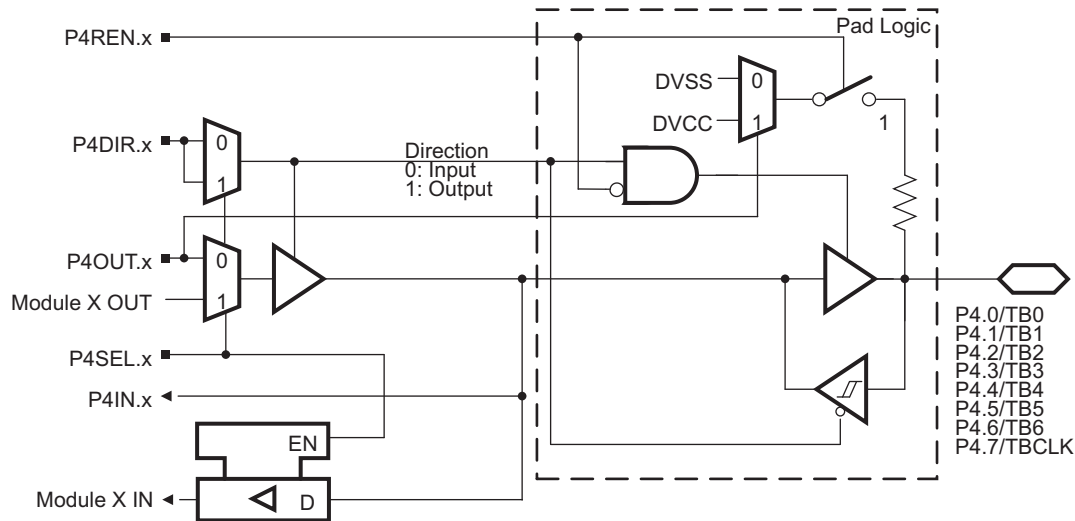 Pad Logic
P4REN.x
DVSS
0
DVCC
1
1
P4DIR.x
0
1
Direction
0: Input
1: Output
P4OUT.x
0
Module X OUT
1
P4SEL.x
P4IN.x
EN
Module X IN
D
P4.0/TB0
P4.1/TB1
P4.2/TB2
P4.3/TB3
P4.4/TB4
P4.5/TB5
P4.6/TB6
P4.7/TBCLK